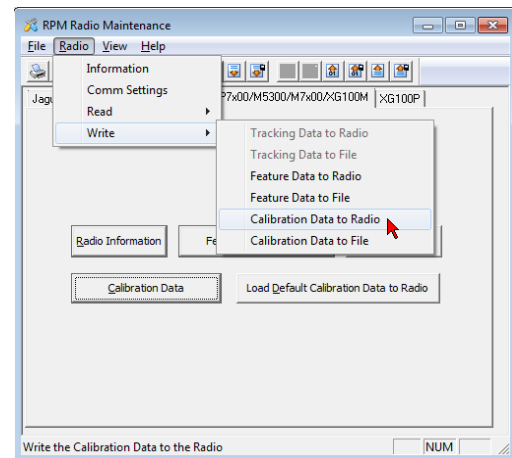 RPM Radio Maintenance
File Radio View Help
Information
Comm Settings
Read
Write
Jagu
P7x00/M5300/M7x00/XG100M
XG100P
Tracking Data to Radio
Tracking Data to File
Feature Data to Radio
Feature Data to File
Calibration Data to Radio
Calibration Data to File
Radio Information
Fe
Calibration Data
Load Default Calibration Data to Radio
Write the Calibration Data to the Radio
NUM